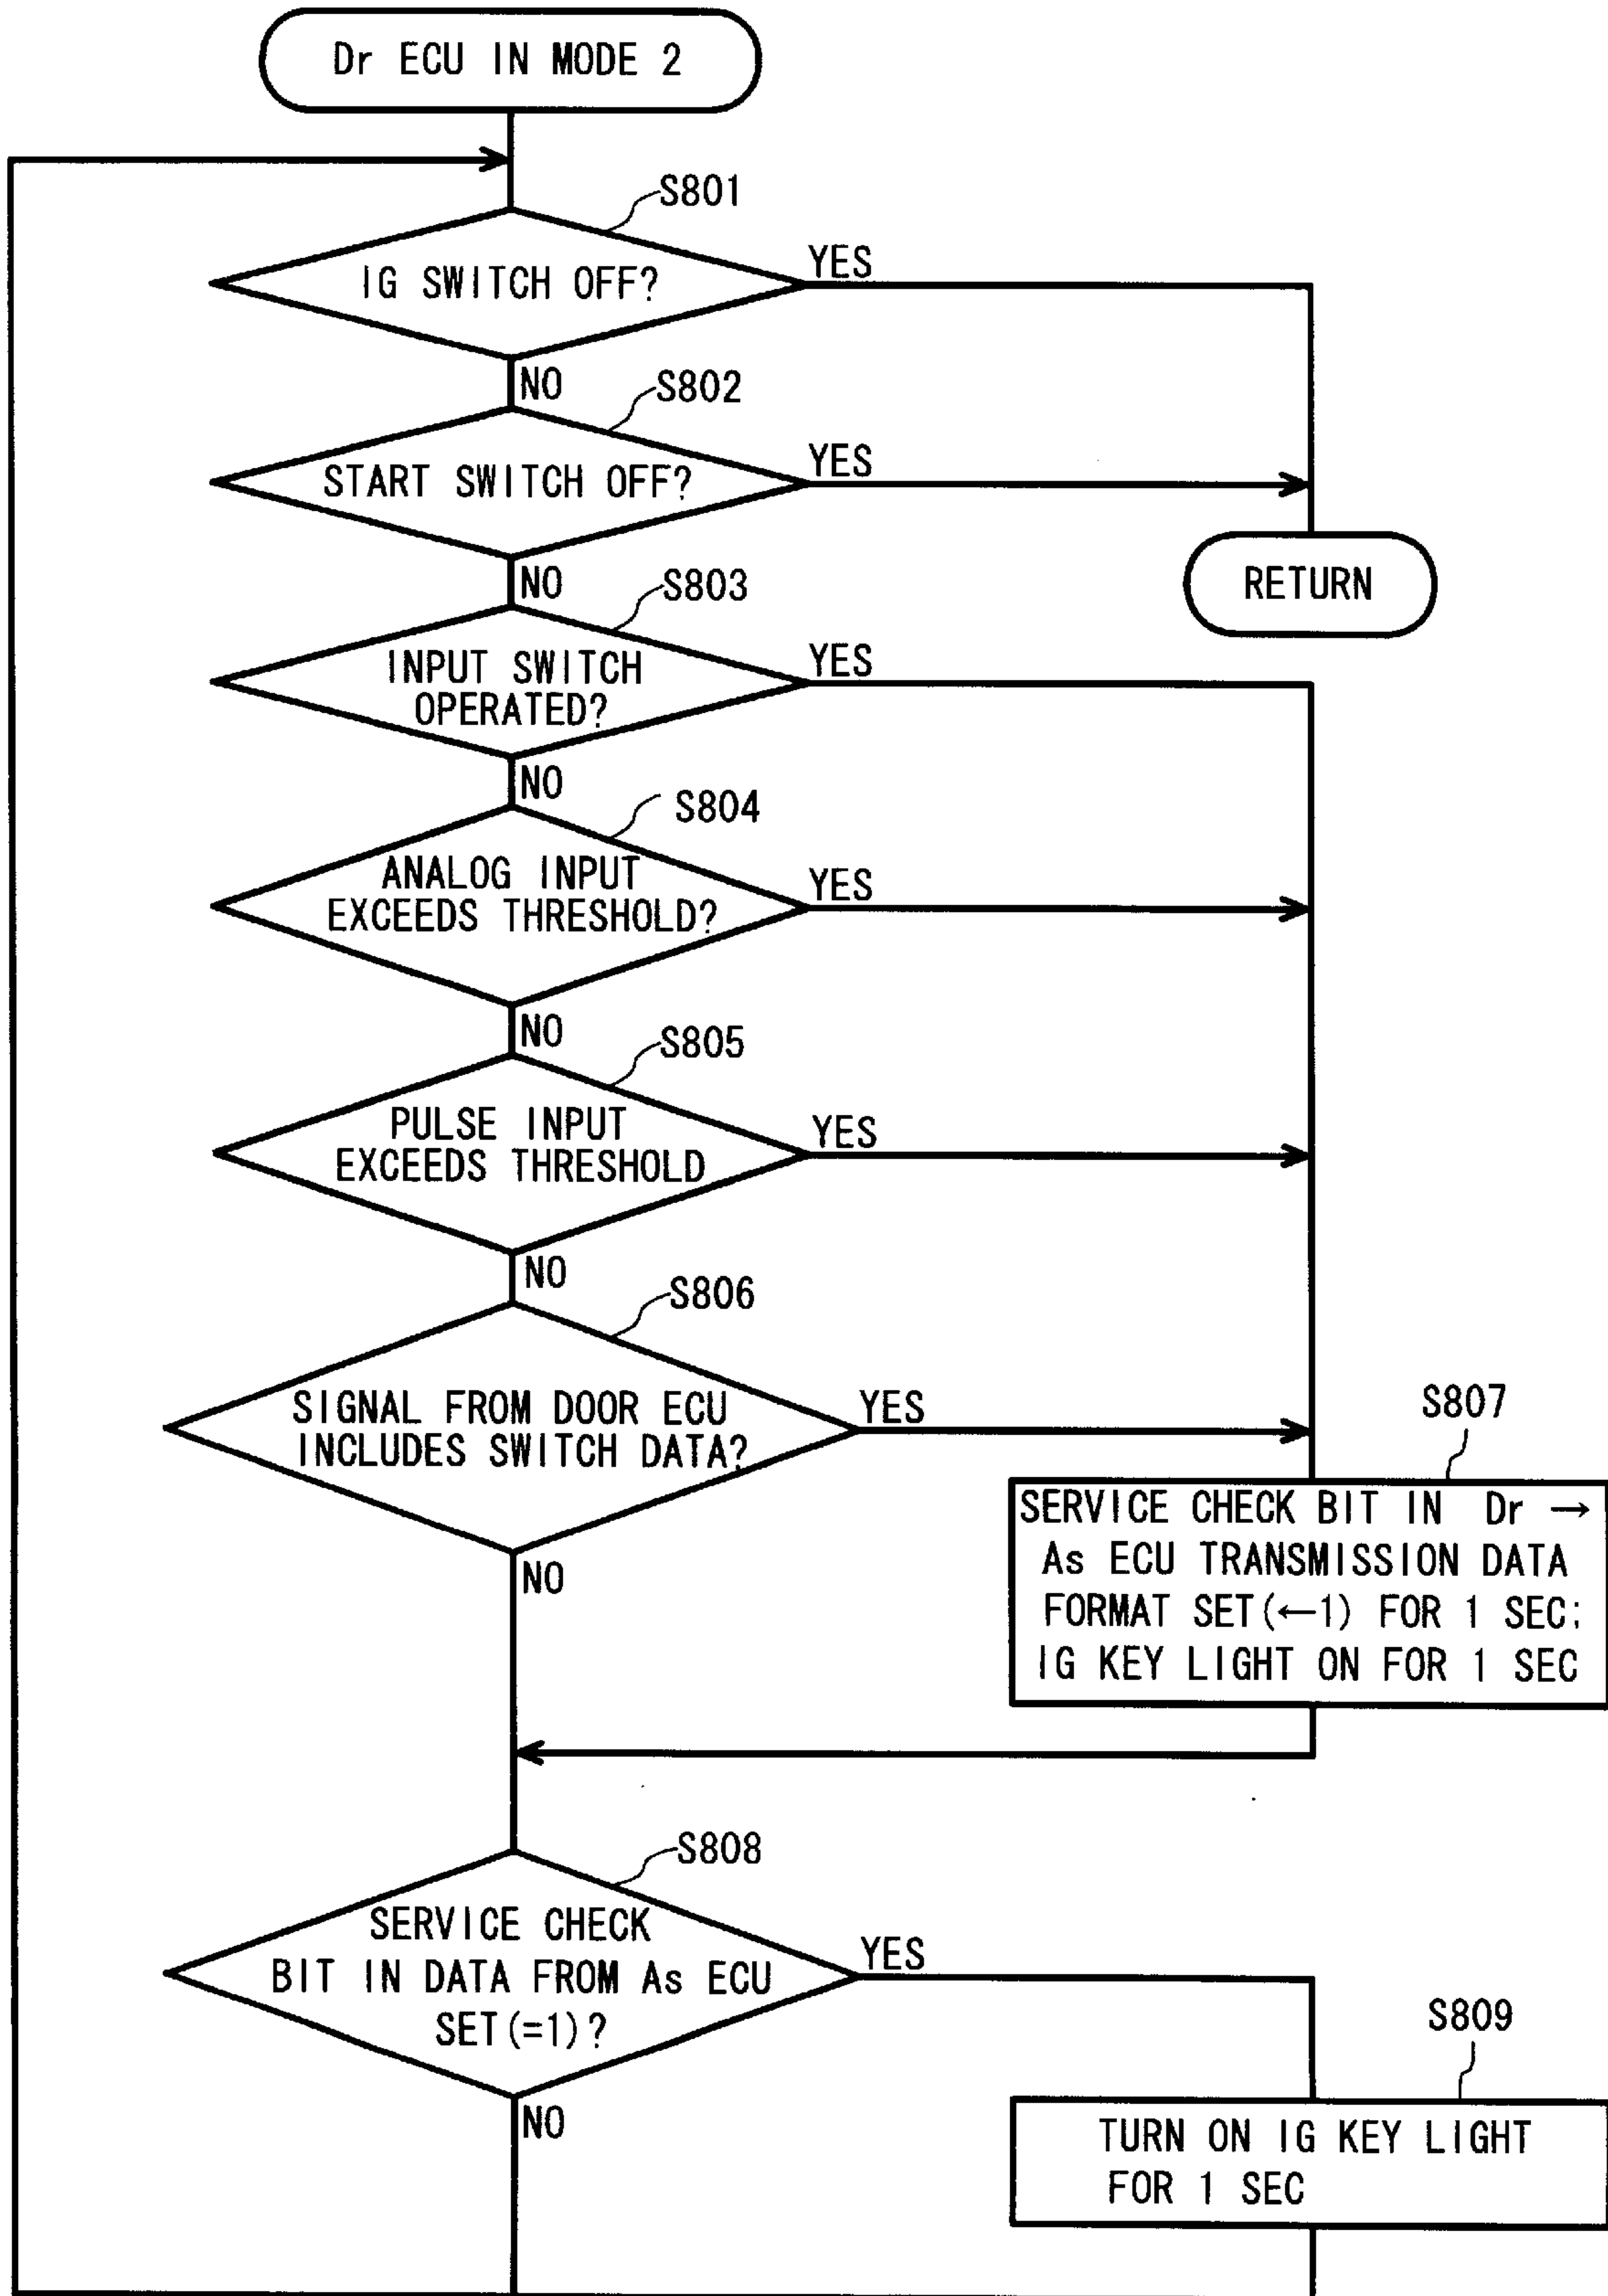 Dr ECU IN MODE 2
S801
IG SWITCH OFF?
YES
NO
S802
START SWITCH OFF?
YES
NO
RETURN
S803
INPUT SWITCH
OPERATED?
YES
NO
S804
ANALOG INPUT
EXCEEDS THRESHOLD?
YES
NO
S805
PULSE INPUT
EXCEEDS THRESHOLD
YES
NO
S806
SIGNAL FROM DOOR ECU
INCLUDES SWITCH DATA?
YES
NO
S807
SERVICE CHECK BIT IN Dr →
As ECU TRANSMISSION DATA
FORMAT SET(←1) FOR 1 SEC;
IG KEY LIGHT ON FOR 1 SEC
S808
SERVICE CHECK
BIT IN DATA FROM As ECU
SET(=1)?
YES
NO
S809
TURN ON IG KEY LIGHT
FOR 1 SEC